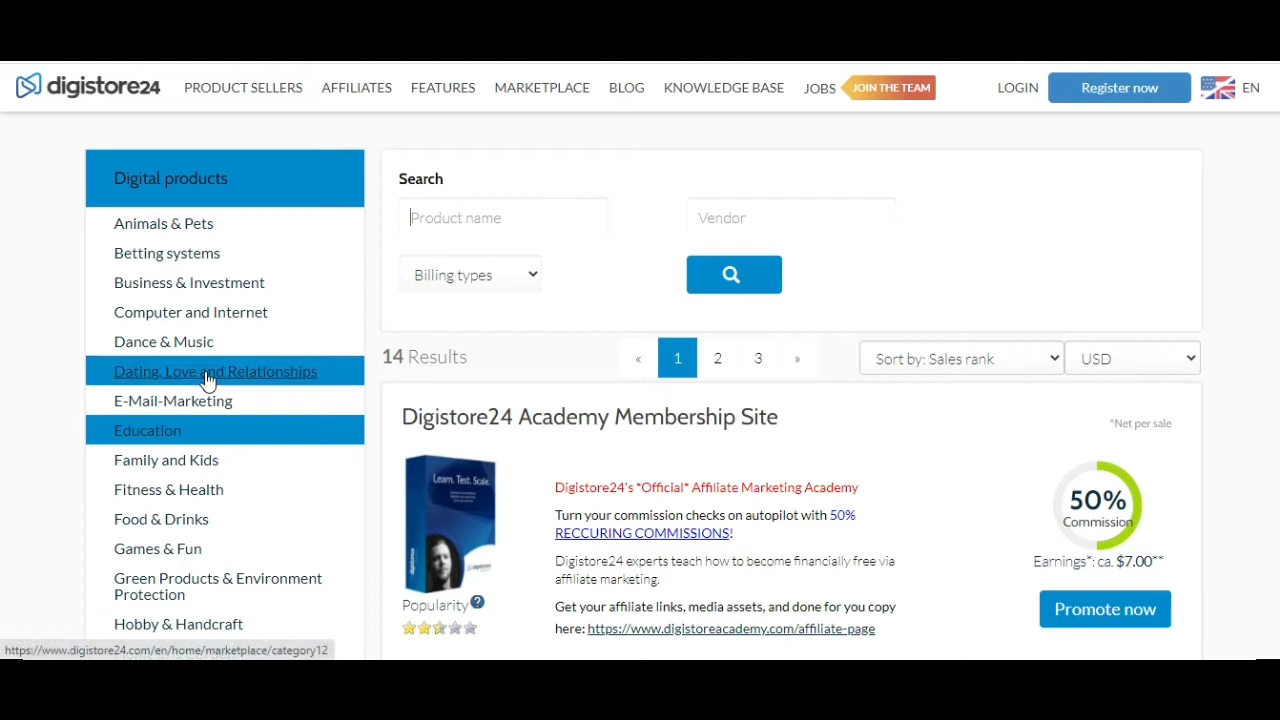 digistore24 PRODUCT SELLERS AFFILIATES FEATURES MARKETPLACE BLOG KNOWLEDGE BASE JOBS JOIN THE TEAM LOGIN Register now EN
Digital products
Animals & Pets
Betting systems
Business & Investment
Computer and Internet
Dance & Music
Dating, Love and Relationships
E-Mail-Marketing
Education
Family and Kids
Fitness & Health
Food & Drinks
Games & Fun
Green Products & Environment
Protection
Hobby & Handcraft
https://www.digistore24.com/en/home/marketplace/category12
Search
Product name Vendor
Billing types
14 Results « 1 2 3 » Sort by: Sales rank USD
Digistore24 Academy Membership Site
*Net per sale
Learn. Test. Scale.
Popularity ?
Digistore24's *Official* Affiliate Marketing Academy
Turn your commission checks on autopilot with 50%
RECCURING COMMISSIONS!
Digistore24 experts teach how to become financially free via
affiliate marketing.
Get your affiliate links, media assets, and done for you copy
here: https://www.digistoreacademy.com/affiliate-page
50%
Commission
Earnings*: ca. $7.00**
Promote now